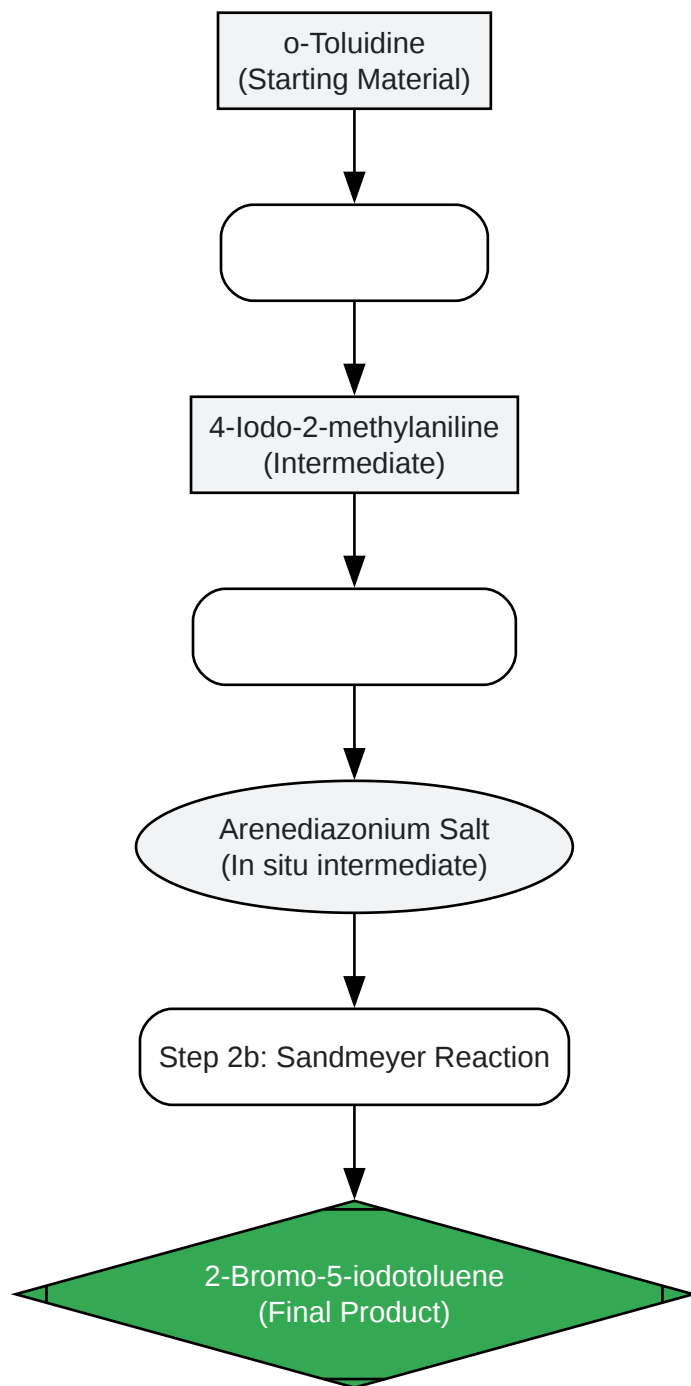 o-Toluidine
(Starting Material)
4-Iodo-2-methylaniline
(Intermediate)
Arenediazonium Salt
(In situ intermediate)
Step 2b: Sandmeyer Reaction
2-Bromo-5-iodotoluene
(Final Product)